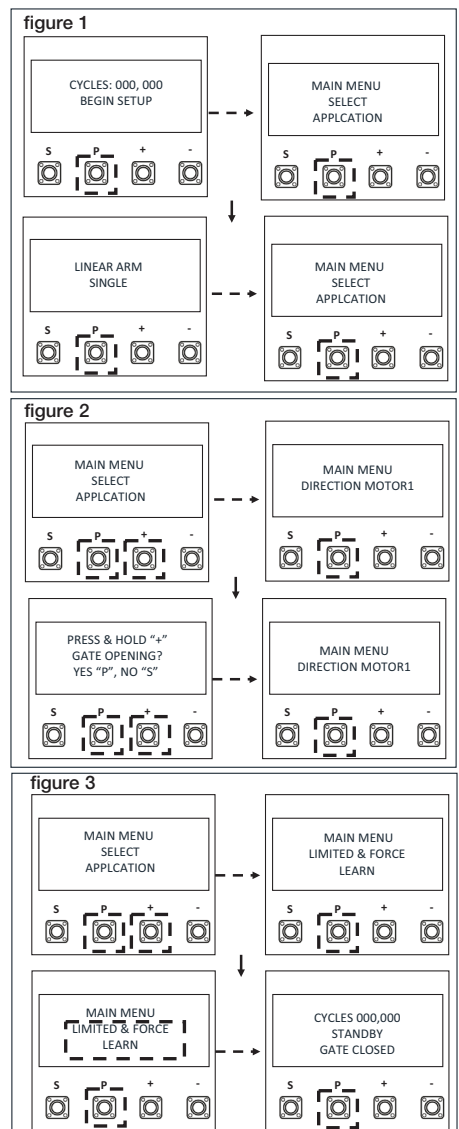 figure 1
CYCLES: 000, 000
BEGIN SETUP
S P + -
MAIN MENU
SELECT
APPLCATION
S P + -
LINEAR ARM
SINGLE
S P + -
MAIN MENU
SELECT
APPLCATION
S P + -
figure 2
MAIN MENU
SELECT
APPLCATION
S P + -
MAIN MENU
DIRECTION MOTOR1
S P + -
PRESS & HOLD “+”
GATE OPENING?
YES “P”, NO “S”
S P + -
MAIN MENU
DIRECTION MOTOR1
S P + -
figure 3
MAIN MENU
SELECT
APPLCATION
S P + -
MAIN MENU
LIMITED & FORCE
LEARN
S P + -
MAIN MENU
LIMITED & FORCE
LEARN
S P + -
CYCLES 000,000
STANDBY
GATE CLOSED
S P + -